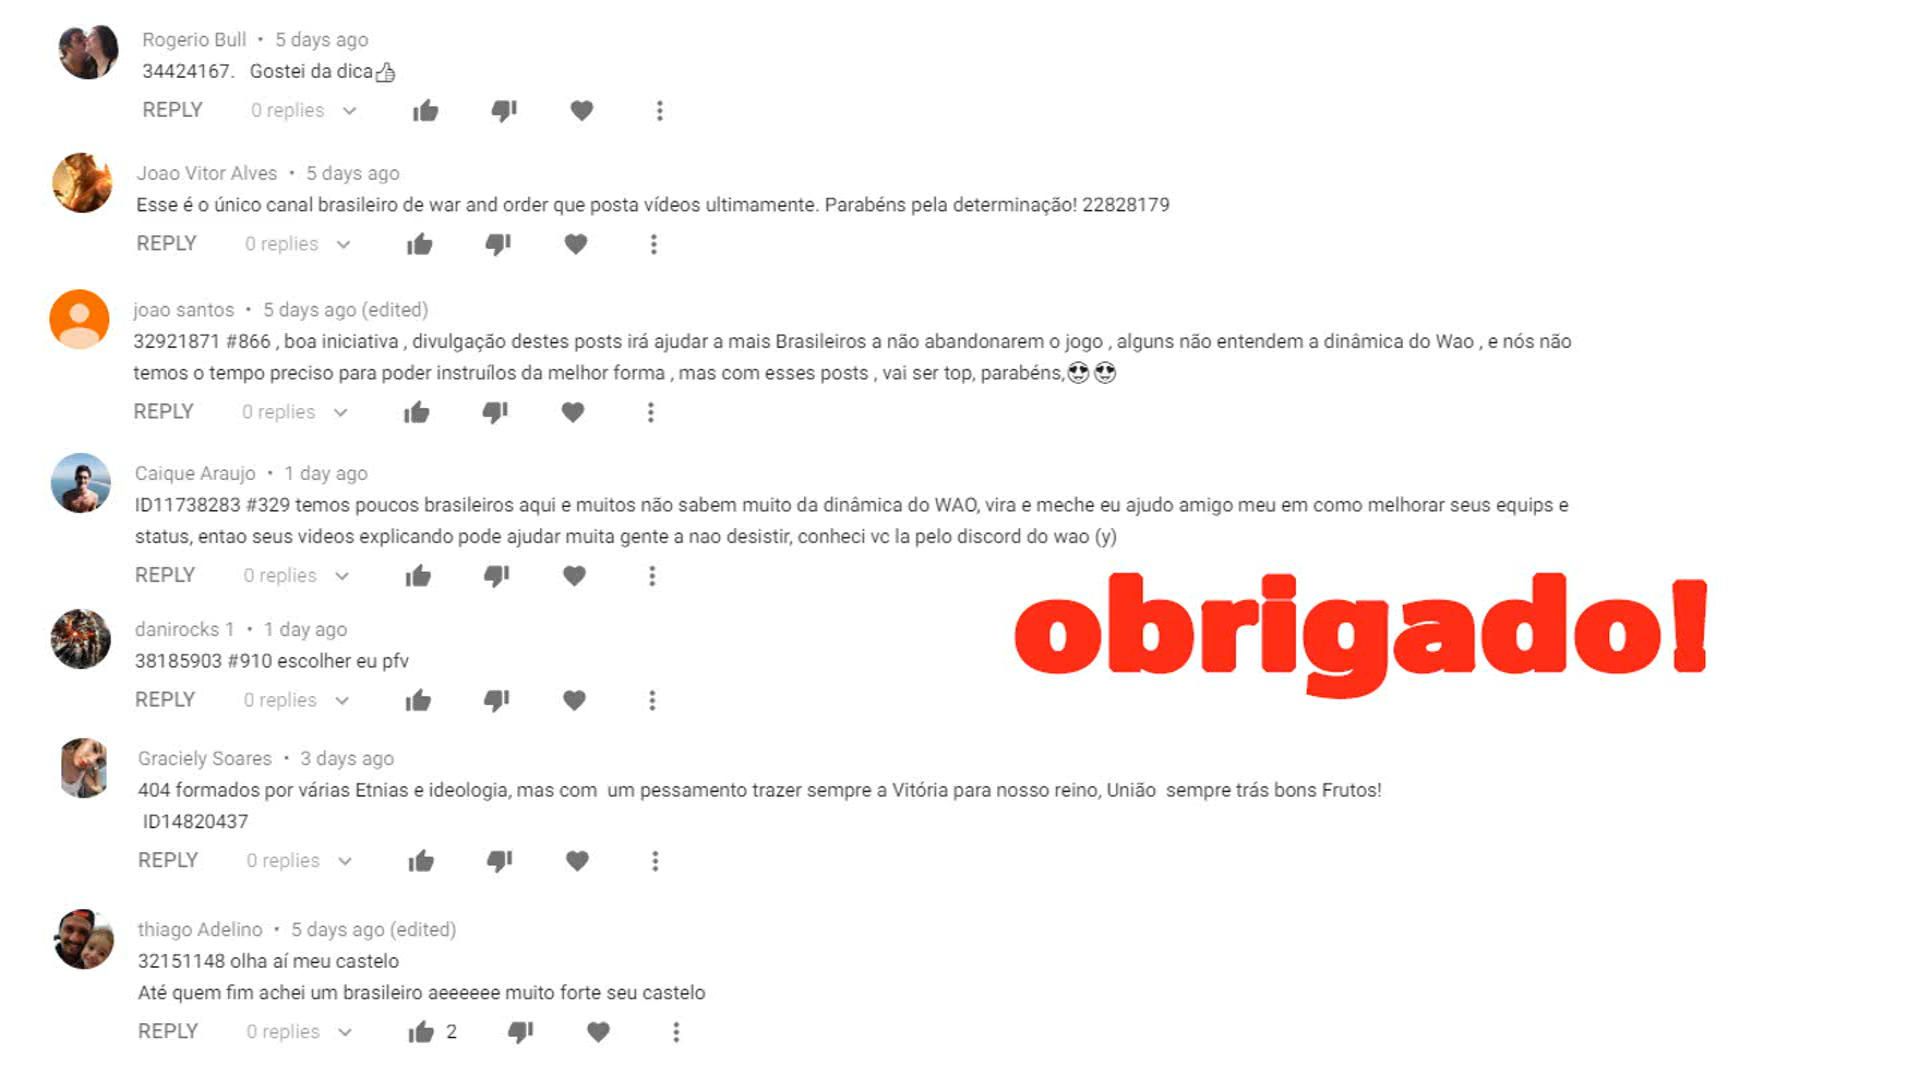 Rogerio Bull • 5 days ago
34424167. Gostei da dica👍
REPLY 0 replies
Joao Vitor Alves • 5 days ago
Esse é o único canal brasileiro de war and order que posta vídeos ultimamente. Parabéns pela determinação! 22828179
REPLY 0 replies
joao santos • 5 days ago (edited)
32921871 #866 , boa iniciativa , divulgação destes posts irá ajudar a mais Brasileiros a não abandonarem o jogo , alguns não entendem a dinâmica do Wao , e nós não
temos o tempo preciso para poder instruílos da melhor forma , mas com esses posts , vai ser top, parabéns,😍😍
REPLY 0 replies
Caique Araujo • 1 day ago
ID11738283 #329 temos poucos brasileiros aqui e muitos não sabem muito da dinâmica do WAO, vira e meche eu ajudo amigo meu em como melhorar seus equips e
status, entao seus videos explicando pode ajudar muita gente a nao desistir, conheci vc la pelo discord do wao (y)
REPLY 0 replies
obrigado!
danirocks 1 • 1 day ago
38185903 #910 escolher eu pfv
REPLY 0 replies
Graciely Soares • 3 days ago
404 formados por várias Etnias e ideologia, mas com um pessamento trazer sempre a Vitória para nosso reino, União sempre trás bons Frutos!
ID14820437
REPLY 0 replies
thiago Adelino • 5 days ago (edited)
32151148 olha aí meu castelo
Até quem fim achei um brasileiro aeeeeee muito forte seu castelo
REPLY 0 replies 2